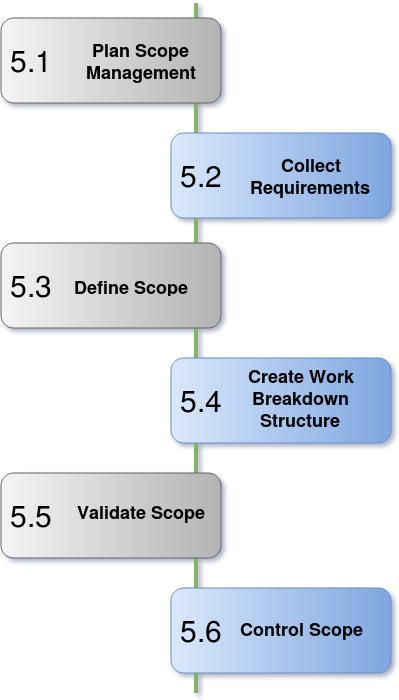 5.1
Plan Scope
Management
5.2
Collect
Requirements
5.3
Define Scope
5.4
Create Work
Breakdown
Structure
5.5
Validate Scope
5.6
Control Scope